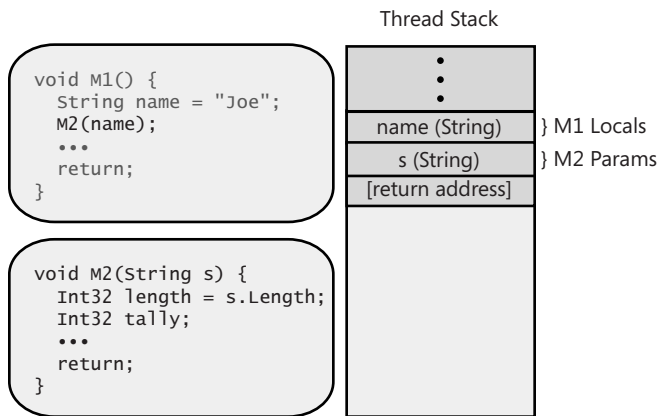 Thread Stack
void M1() {
String name = "Joe";
M2(name);
•••
return;
}
name (String)
} M1 Locals
s (String)
} M2 Params
[return address]
void M2(String s) {
Int32 length = s.Length;
Int32 tally;
•••
return;
}